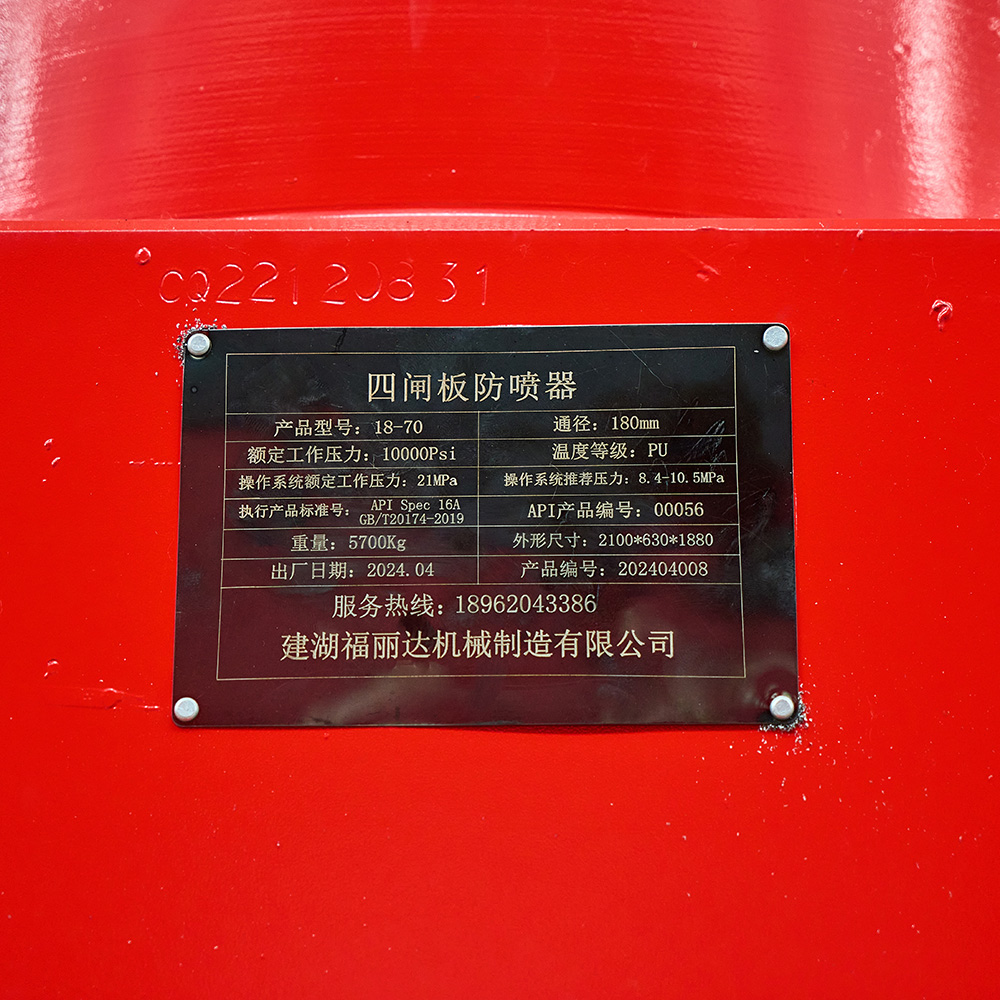 CQ22120831
四闸板防喷器
产品型号：18-70
通径：180mm
额定工作压力：10000Psi
温度等级：PU
操作系统额定工作压力：21MPa
操作系统推荐压力：8.4-10.5MPa
执行产品标准号：API Spec 16A
GB/T20174-2019
API产品编号：00056
重量：5700Kg
外形尺寸：2100*630*1880
出厂日期：2024.04
产品编号：202404008
服务热线：18962043386
建湖福丽达机械制造有限公司